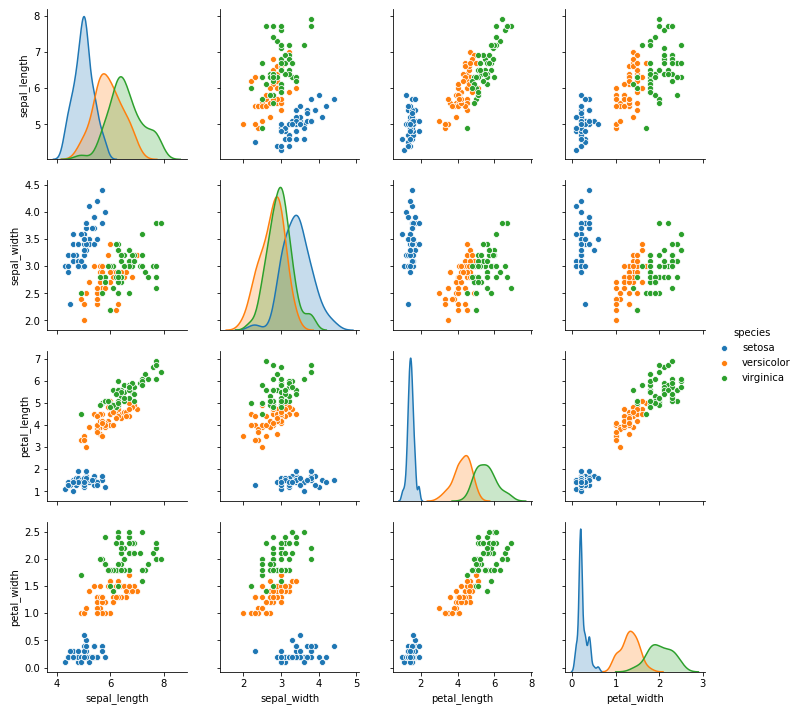 8
7
6
5
sepal_length
4.5
4.0
3.5
3.0
2.5
2.0
sepal_width
species
setosa
versicolor
virginica
7
6
5
4
3
2
1
petal_length
2.5
2.0
1.5
1.0
0.5
0.0
petal_width
4 6 8
sepal_length
2 3 4 5
sepal_width
2 4 6 8
petal_length
0 1 2 3
petal_width